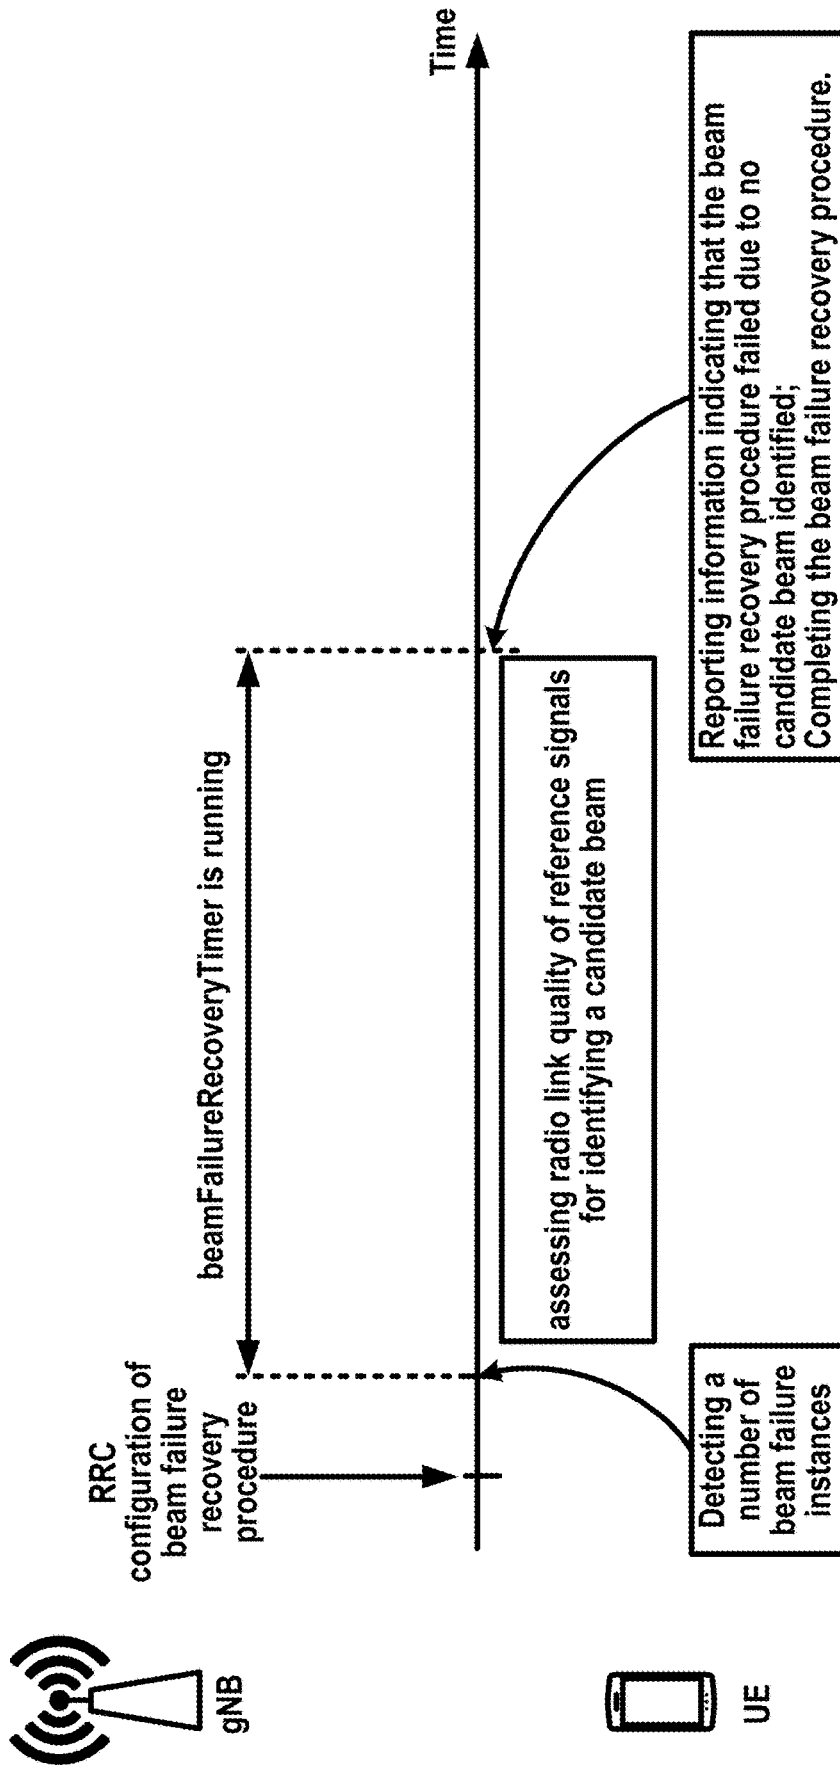 gNB
UE
RRC
configuration of
beam failure
recovery
procedure
beamFailureRecoveryTimer is running
Time
Detecting a
number of
beam failure
instances
assessing radio link quality of reference signals
for identifying a candidate beam
Reporting information indicating that the beam
failure recovery procedure failed due to no
candidate beam identified;
Completing the beam failure recovery procedure.